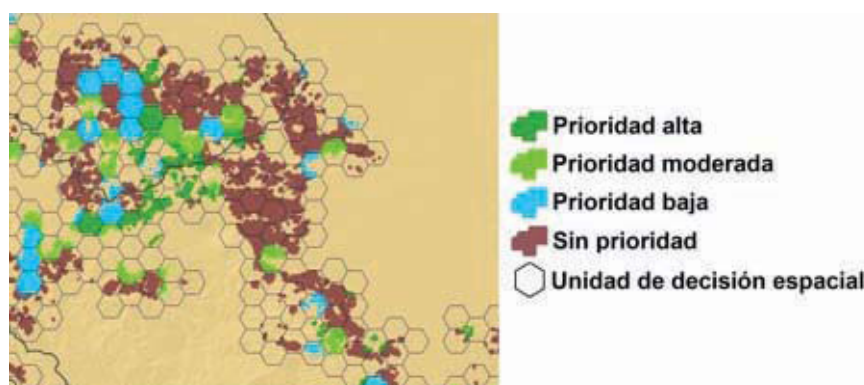 Prioridad alta
Prioridad moderada
Prioridad baja
Sin prioridad
Unidad de decisión espacial